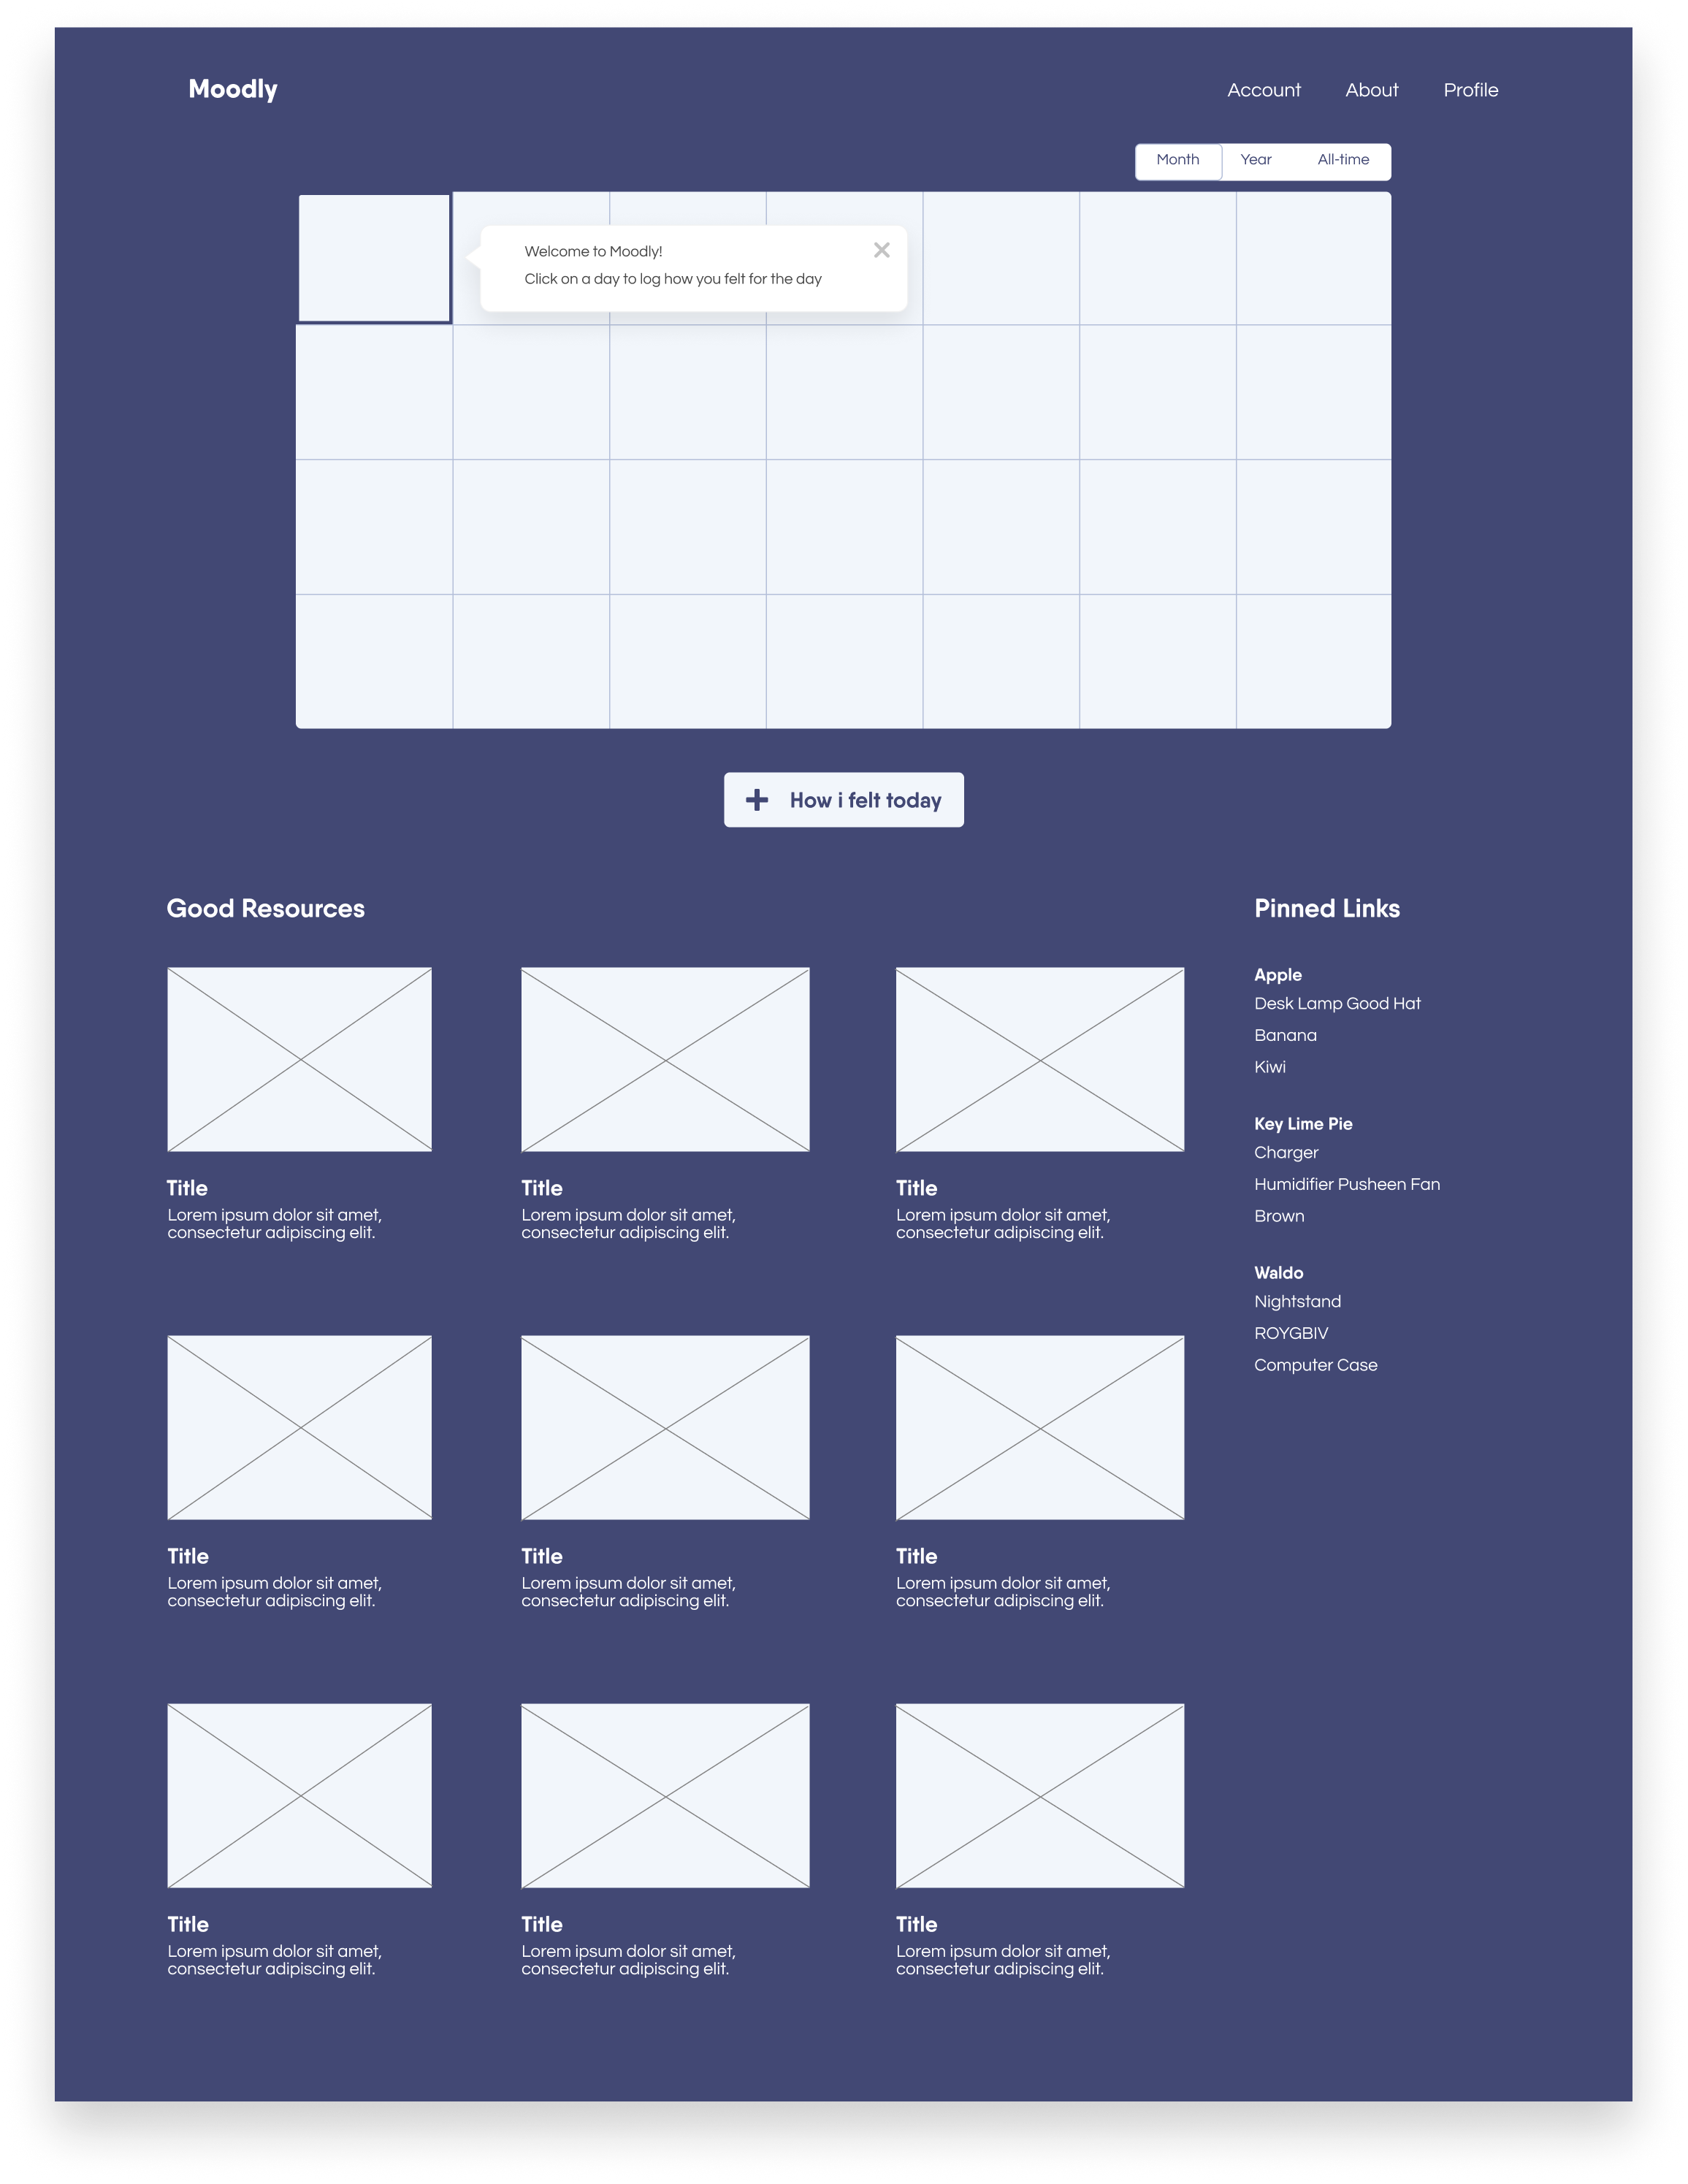 Moodly
Account About Profile
Month Year All-time
Welcome to Moodly!
Click on a day to log how you felt for the day
How i felt today
Good Resources
Title
Lorem ipsum dolor sit amet,
consectetur adipiscing elit.
Title
Lorem ipsum dolor sit amet,
consectetur adipiscing elit.
Title
Lorem ipsum dolor sit amet,
consectetur adipiscing elit.
Title
Lorem ipsum dolor sit amet,
consectetur adipiscing elit.
Title
Lorem ipsum dolor sit amet,
consectetur adipiscing elit.
Title
Lorem ipsum dolor sit amet,
consectetur adipiscing elit.
Title
Lorem ipsum dolor sit amet,
consectetur adipiscing elit.
Title
Lorem ipsum dolor sit amet,
consectetur adipiscing elit.
Title
Lorem ipsum dolor sit amet,
consectetur adipiscing elit.
Pinned Links
Apple
Desk Lamp Good Hat
Banana
Kiwi
Key Lime Pie
Charger
Humidifier Pusheen Fan
Brown
Waldo
Nightstand
ROYGBIV
Computer Case